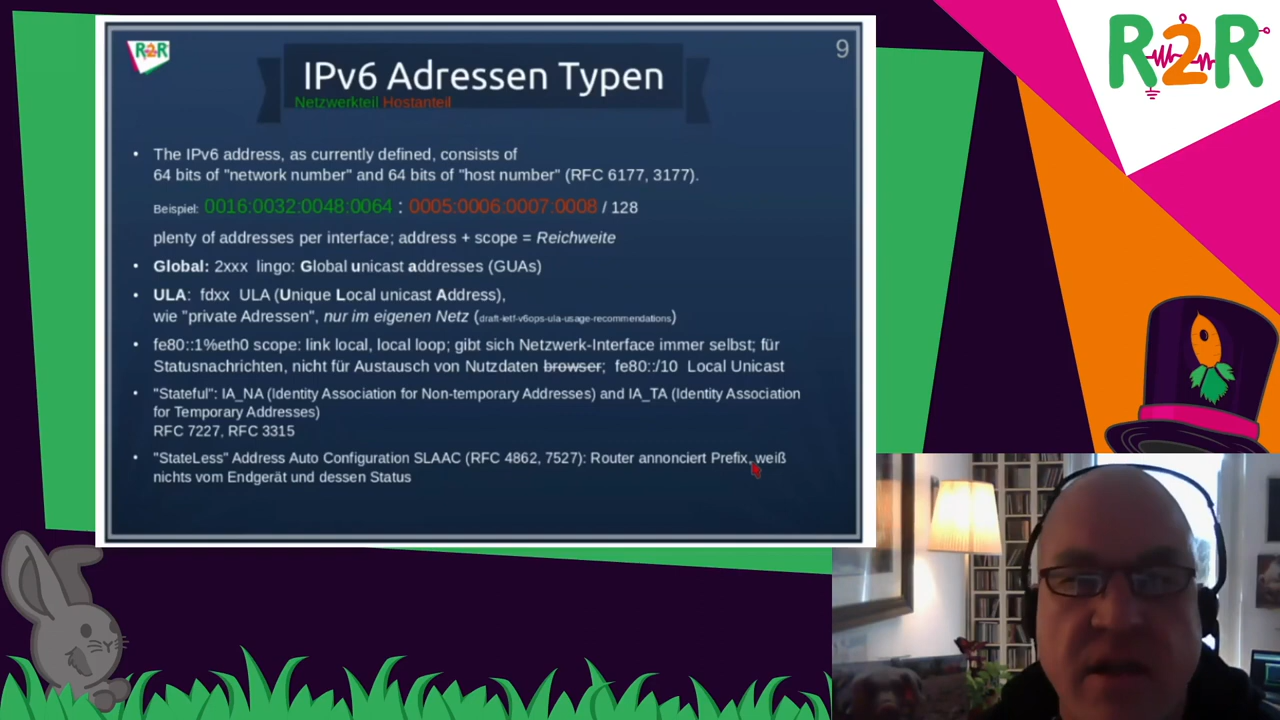 R2R
9
R2R
IPv6 Adressen Typen
Netzwerkteil Hostanteil
• The IPv6 address, as currently defined, consists of
64 bits of "network number" and 64 bits of "host number" (RFC 6177, 3177).
Beispiel: 0016:0032:0048:0064 : 0005:0006:0007:0008 / 128
plenty of addresses per interface; address + scope = Reichweite
• Global: 2xxx lingo: Global unicast addresses (GUAs)
• ULA: fdxx ULA (Unique Local unicast Address),
wie "private Adressen", nur im eigenen Netz (draft-ietf-v6ops-ula-usage-recommendations)
• fe80::1%eth0 scope: link local, local loop; gibt sich Netzwerk-Interface immer selbst; für
Statusnachrichten, nicht für Austausch von Nutzdaten browser; fe80::/10 Local Unicast
• "Stateful": IA_NA (Identity Association for Non-temporary Addresses) and IA_TA (Identity Association
for Temporary Addresses)
RFC 7227, RFC 3315
• "StateLess" Address Auto Configuration SLAAC (RFC 4862, 7527): Router annonciert Prefix, weiß
nichts vom Endgerät und dessen Status